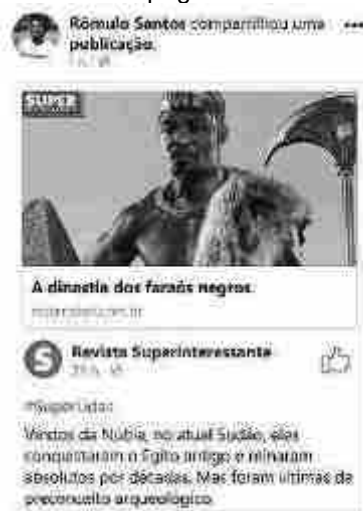 Rômulo Santos compartilhou uma
publicação.
SUPER
A dinastia dos faraós negros.
Revista Superinteressante
Vindos da Núbia, no atual Sudão, eles
conquistaram o Egito antigo e reinaram
absolutos por décadas. Mas foram vítimas de
preconceito arqueológico.